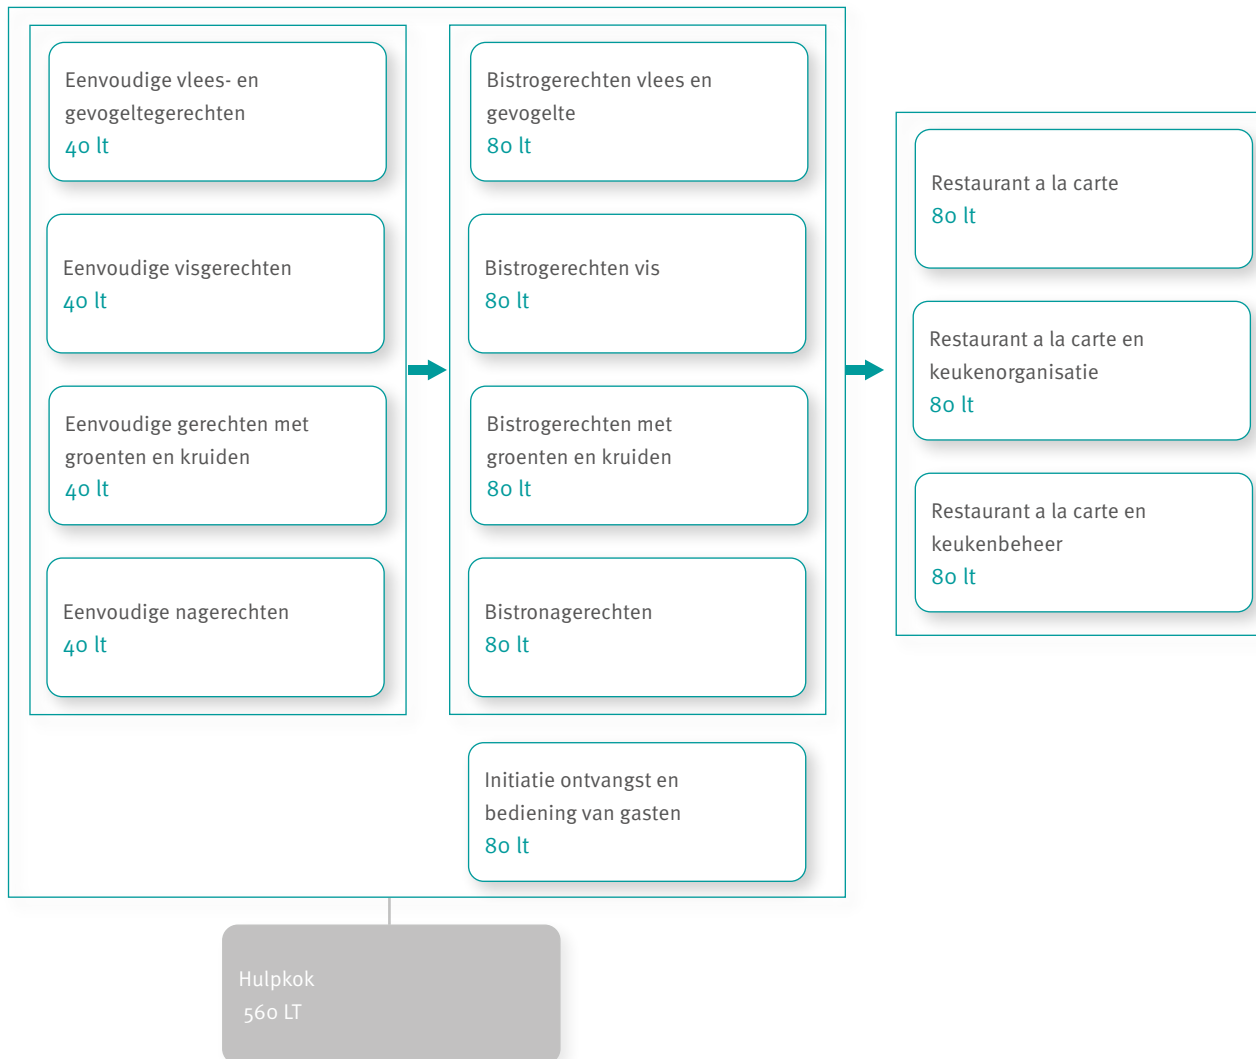 Eenvoudige vlees- en
gevogeltegerechten
40 lt
Eenvoudige visgerechten
40 lt
Eenvoudige gerechten met
groenten en kruiden
40 lt
Eenvoudige nagerechten
40 lt
Bistrogerechten vlees en
gevogelte
80 lt
Bistrogerechten vis
80 lt
Bistrogerechten met
groenten en kruiden
80 lt
Bistronagerechten
80 lt
Initiatie ontvangst en
bediening van gasten
80 lt
Restaurant a la carte
80 lt
Restaurant a la carte en
keukenorganisatie
80 lt
Restaurant a la carte en
keukenbeheer
80 lt
Hulpkok
560 LT